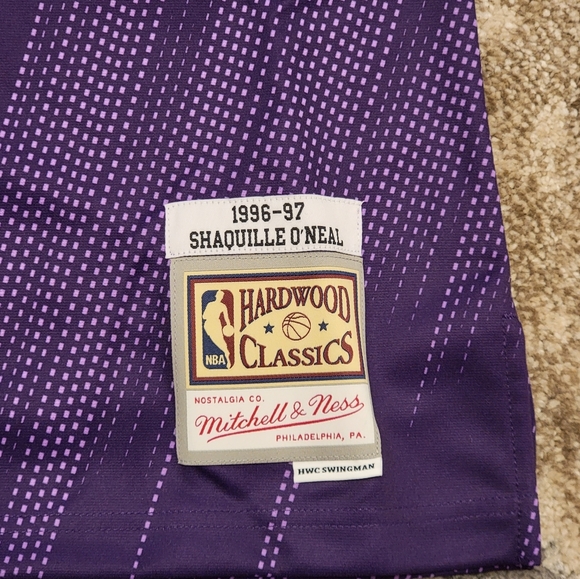 1996-97
SHAQUILLE O'NEAL
HARDWOOD
CLASSICS
NBA
NOSTALGIA CO.
Mitchell & Ness
PHILADELPHIA, PA.
HWC SWINGMAN